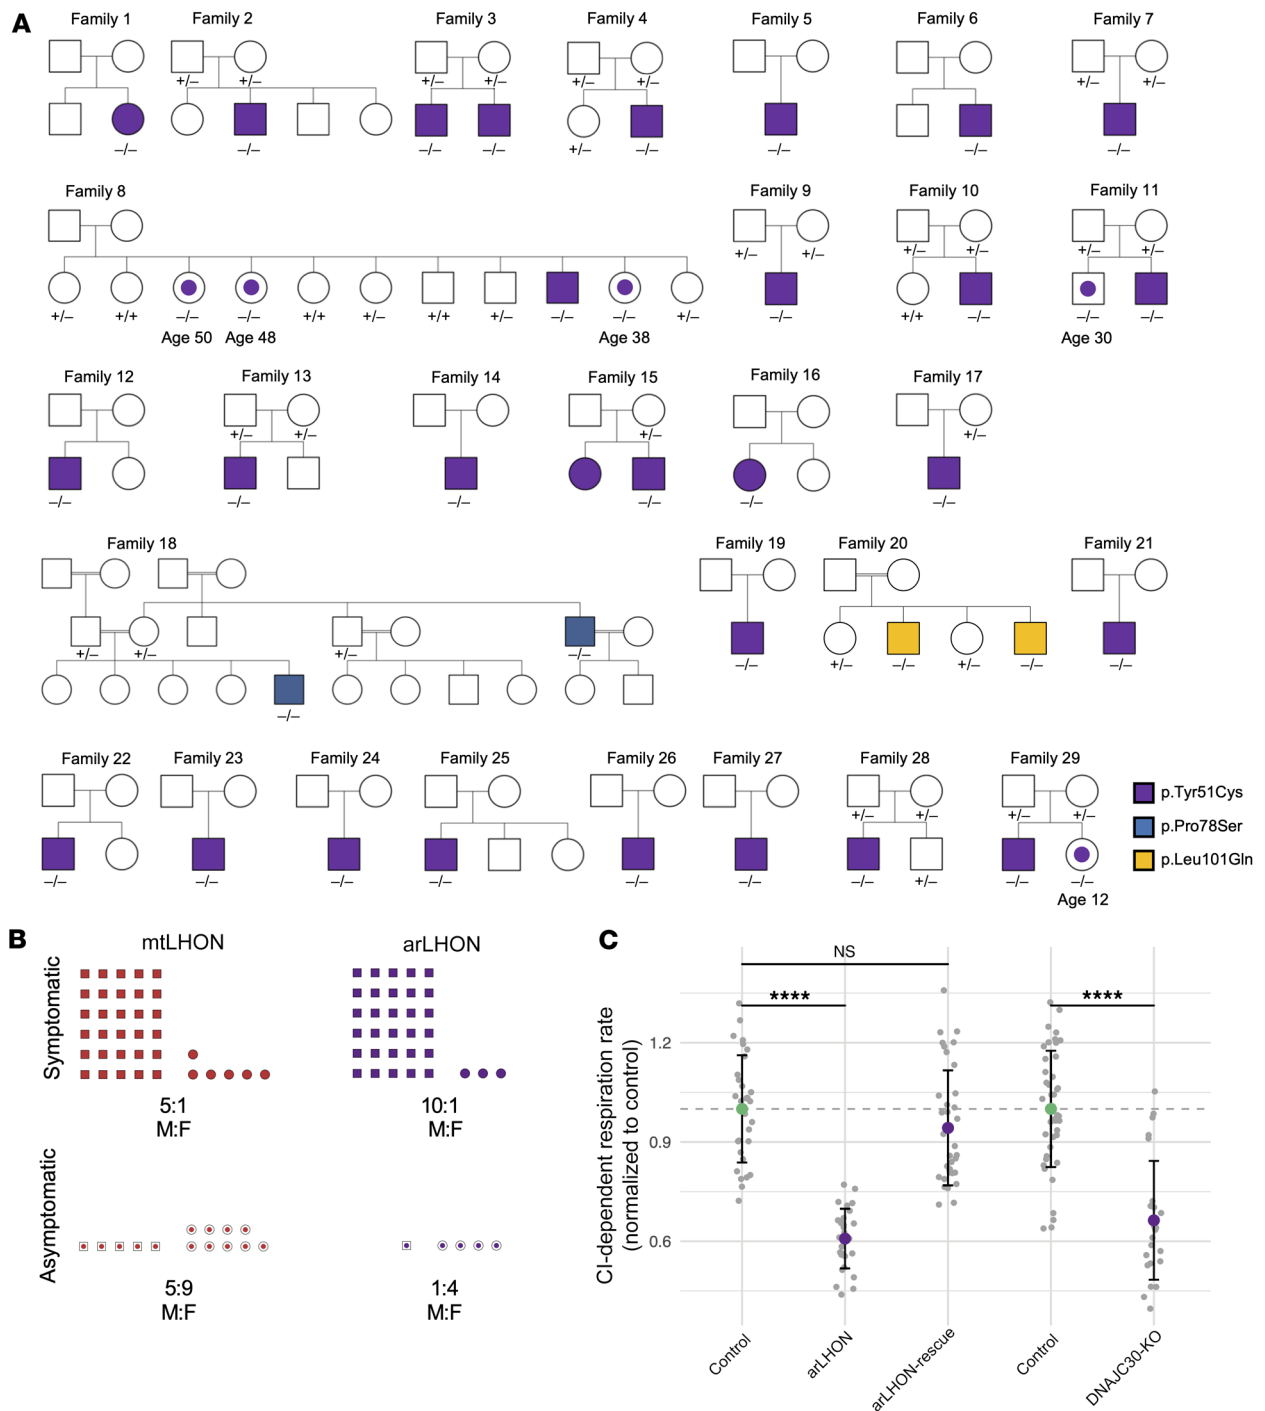 A
Family 1 Family 2 Family 3 Family 4 Family 5 Family 6 Family 7
+/– +/– +/– +/– +/– +/– +/– +/–
–/– –/– –/– –/– +/– –/– –/– –/– –/–
Family 8 Family 9 Family 10 Family 11
+/– +/– +/– +/– +/– +/–
+/– +/+ –/– –/– +/+ +/– +/+ +/– –/– –/– +/– –/– +/+ –/– –/– –/–
Age 50 Age 48 Age 38 Age 30
Family 12 Family 13 Family 14 Family 15 Family 16 Family 17
+/– +/– +/– +/–
–/– –/– –/– –/– –/– –/–
Family 18 Family 19 Family 20 Family 21
+/– +/– +/– –/– –/– +/– –/– +/– –/– –/–
–/–
Family 22 Family 23 Family 24 Family 25 Family 26 Family 27 Family 28 Family 29
+/– +/– +/– +/–
–/– –/– –/– –/– –/– –/– –/– +/– –/– –/–
Age 12
p.Tyr51Cys
p.Pro78Ser
p.Leu101Gln
B
mtLHON arLHON
Symptomatic
5:1 10:1
M:F M:F
Asymptomatic
5:9 1:4
M:F M:F
C
CI-dependent respiration rate
(normalized to control)
NS
**** ****
1.2
0.9
0.6
Control arLHON arLHON-rescue Control DNAJC30-KO